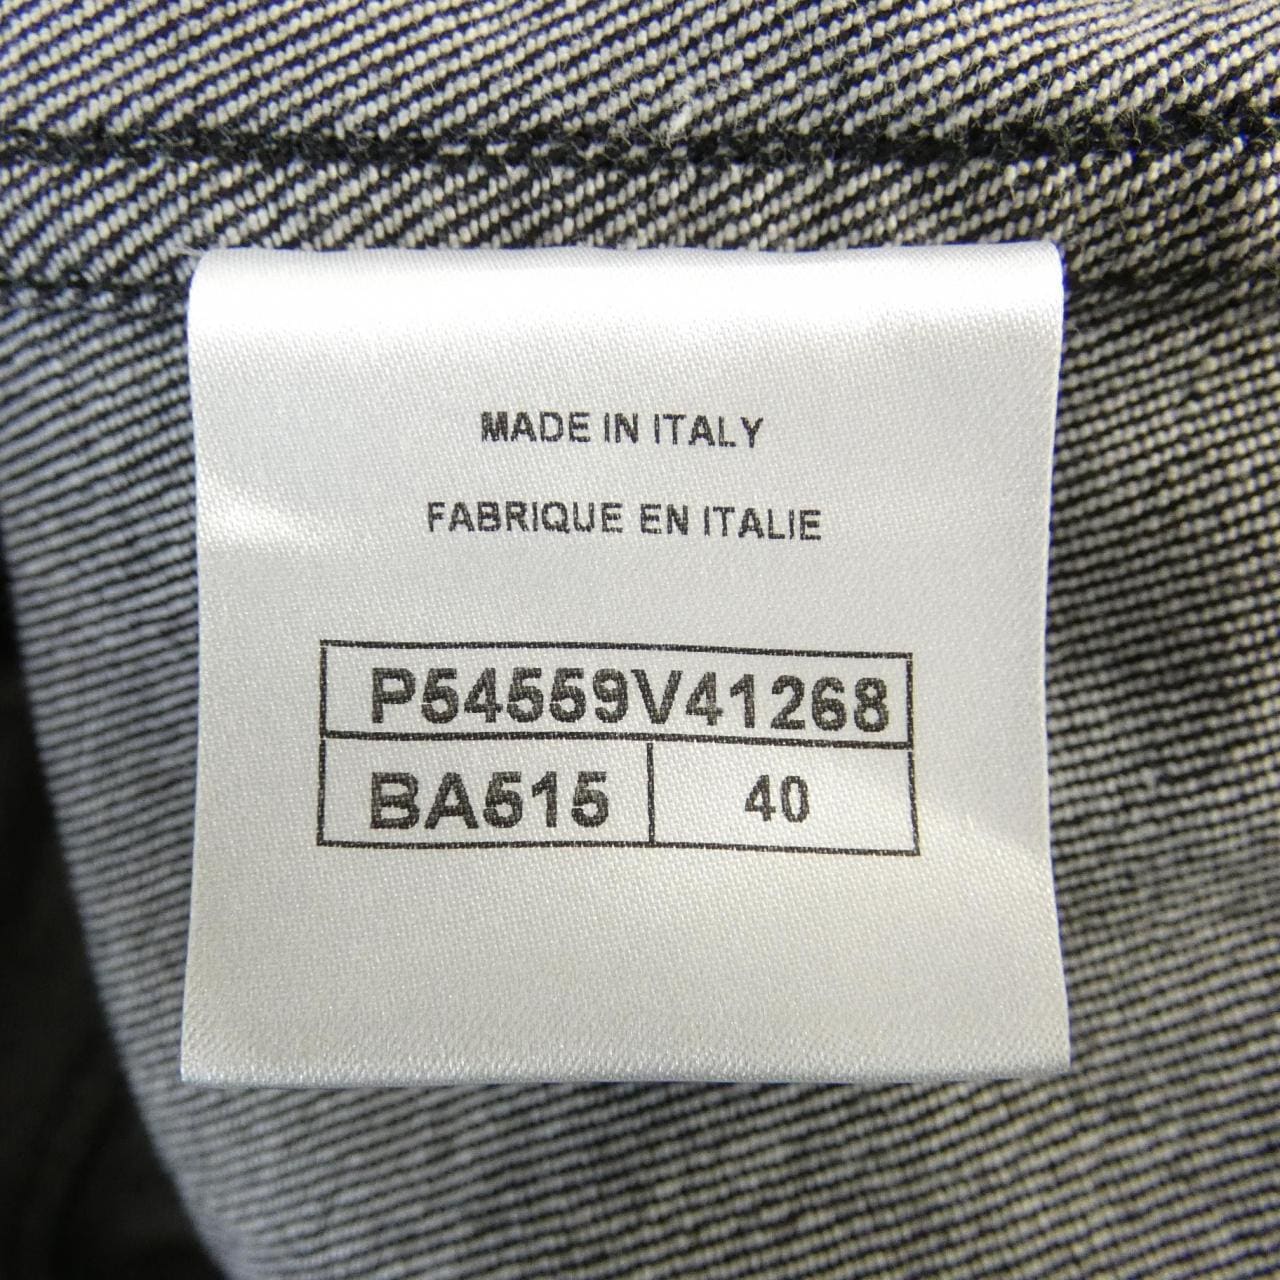 MADE IN ITALY
FABRIQUE EN ITALIE
P54559V41268
BA515 40